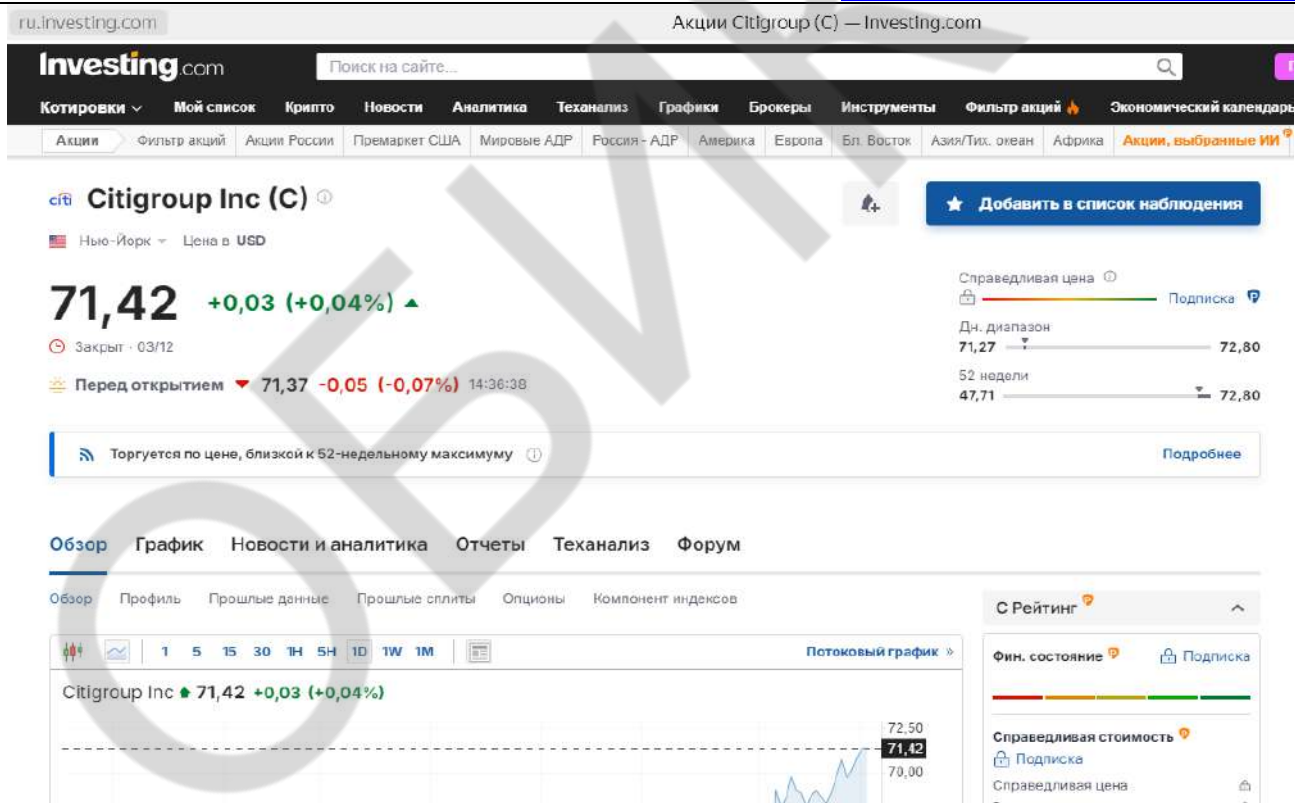 ru.investing.com
Акции Citigroup (C) — Investing.com
Investing.com
Поиск на сайте...
Котировки Мой список Крипто Новости Аналитика Теханализ Графики Брокеры Инструменты Фильтр акций Экономический календарь
Акции Фильтр акций Акции России Премаркет США Мировые АДР Россия - АДР Америка Европа Бл. Восток Азия/Тих. океан Африка Акции, выбранные ИИ
citi Citigroup Inc (C)
Добавить в список наблюдения
Нью-Йорк Цена в USD
71,42 +0,03 (+0,04%)
Закрыт · 03/12
Перед открытием 71,37 -0,05 (-0,07%) 14:36:38
Справедливая цена
Подписка
Дн. диапазон
71,27 72,80
52 недели
47,71 72,80
Торгуется по цене, близкой к 52-недельному максимуму
Подробнее
Обзор График Новости и аналитика Отчеты Теханализ Форум
Обзор Профиль Прошлые данные Прошлые сплиты Опционы Компонент индексов
1 5 15 30 1H 5H 1D 1W 1M
Потоковый график »
Citigroup Inc 71,42 +0,03 (+0,04%)
72,50
71,42
70,00
C Рейтинг
Фин. состояние Подписка
Справедливая стоимость
Подписка
Справедливая цена